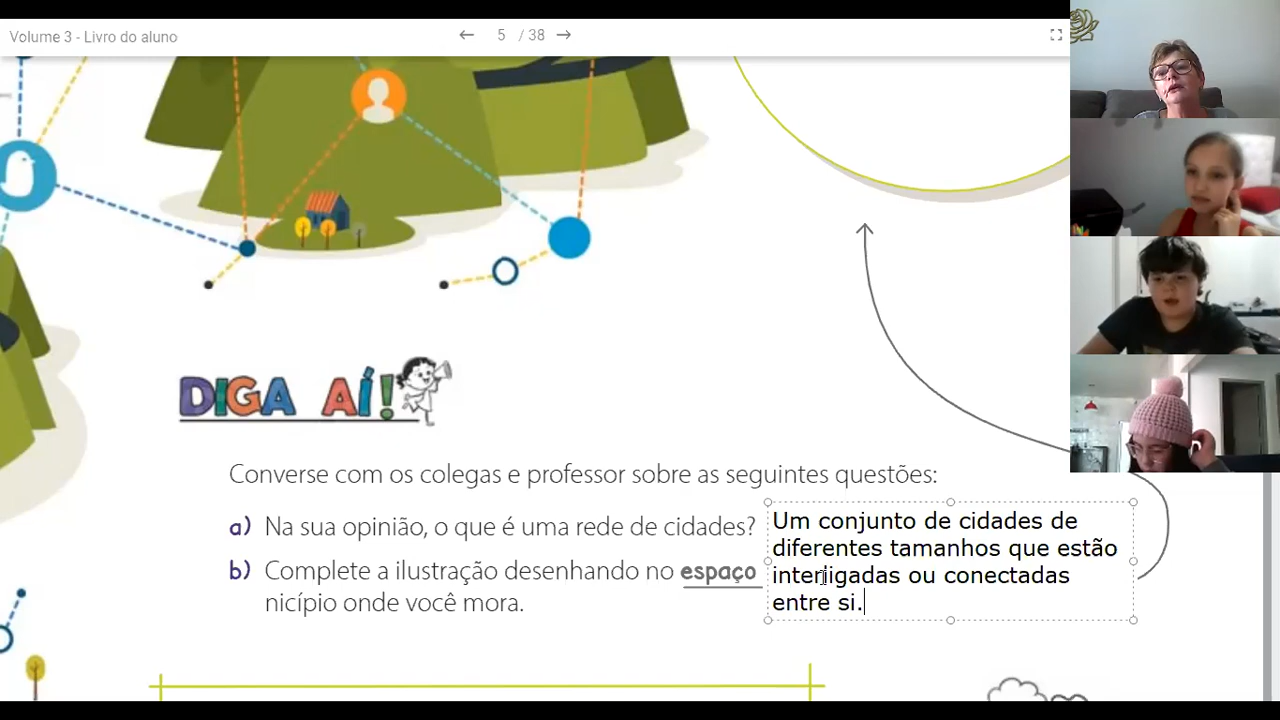 Volume 3 - Livro do aluno
5 / 38
DIGA AÍ!
Converse com os colegas e professor sobre as seguintes questões:
a) Na sua opinião, o que é uma rede de cidades?
b) Complete a ilustração desenhando no espaço
nicípio onde você mora.
Um conjunto de cidades de
diferentes tamanhos que estão
interligadas ou conectadas
entre si.